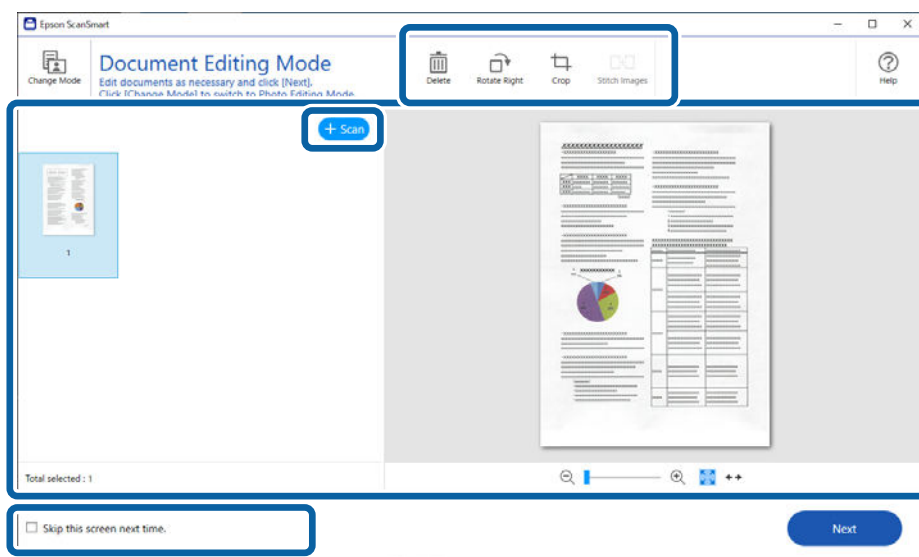 Epson ScanSmart
Change Mode
Document Editing Mode
Edit documents as necessary and click [Next].
Click [Change Mode] to switch to Photo Editing Mode
Delete
Rotate Right
Crop
Stitch Images
Help
+ Scan
1
Total selected : 1
Skip this screen next time.
Next